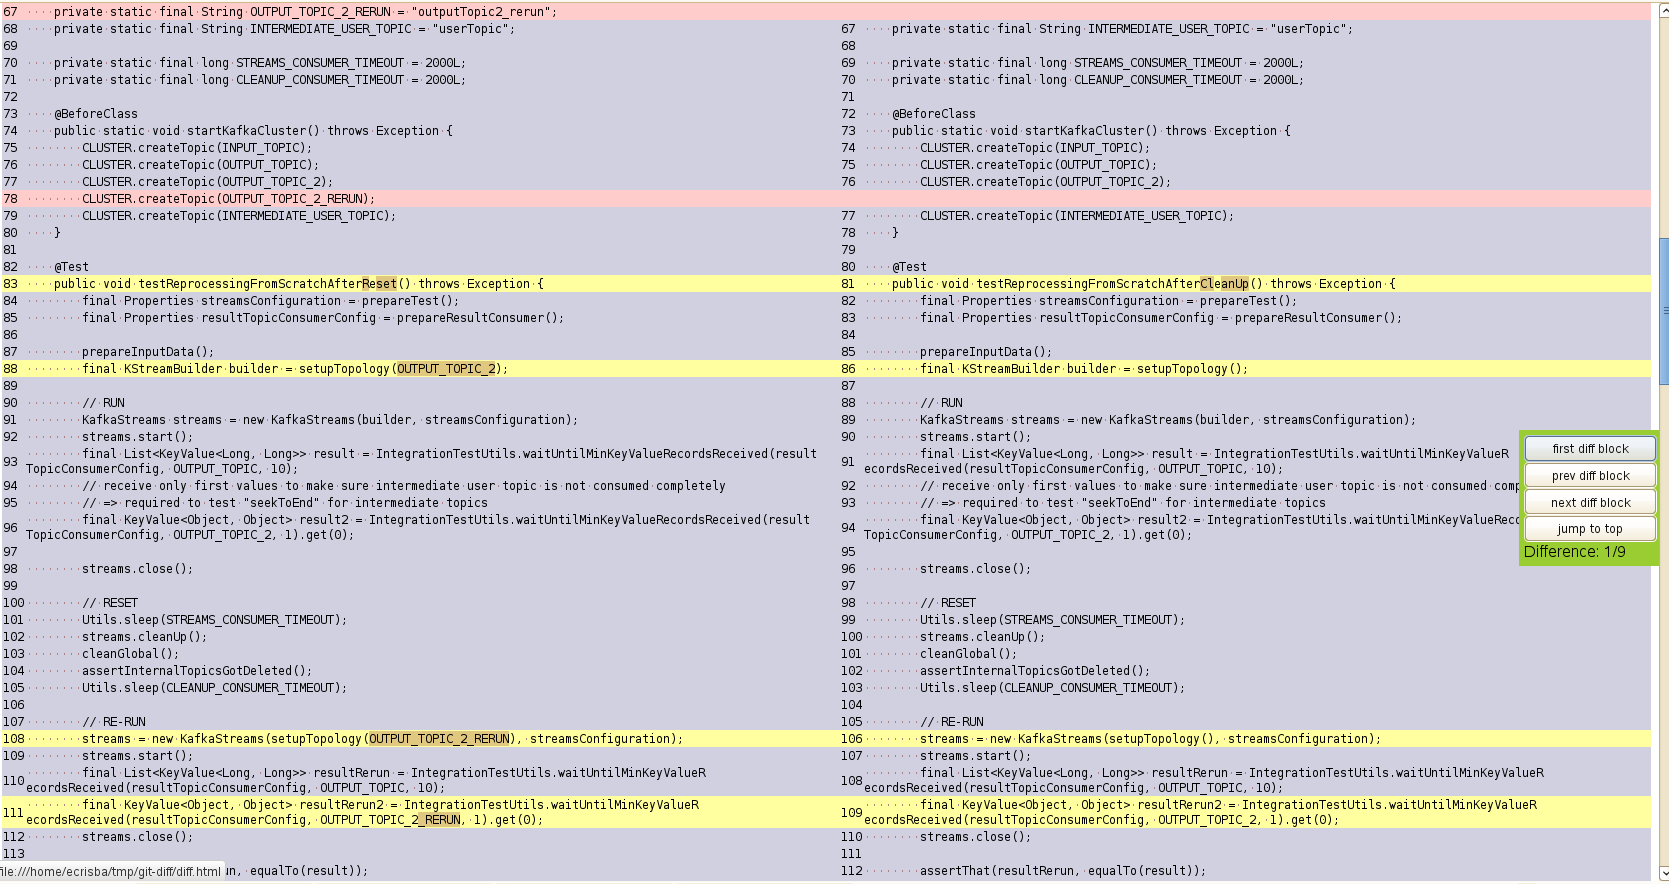 67 private static final String OUTPUT_TOPIC_2_RERUN = "outputTopic2_rerun";
68 private static final String INTERMEDIATE_USER_TOPIC = "userTopic";
69
70 private static final long STREAMS_CONSUMER_TIMEOUT = 2000L;
71 private static final long CLEANUP_CONSUMER_TIMEOUT = 2000L;
72
73 @BeforeClass
74 public static void startKafkaCluster() throws Exception {
75 CLUSTER.createTopic(INPUT_TOPIC);
76 CLUSTER.createTopic(OUTPUT_TOPIC);
77 CLUSTER.createTopic(OUTPUT_TOPIC_2);
78 CLUSTER.createTopic(OUTPUT_TOPIC_2_RERUN);
79 CLUSTER.createTopic(INTERMEDIATE_USER_TOPIC);
80 }
81
82 @Test
83 public void testReprocessingFromScratchAfterReset() throws Exception {
84 final Properties streamsConfiguration = prepareTest();
85 final Properties resultTopicConsumerConfig = prepareResultConsumer();
86
87 prepareInputData();
88 final KStreamBuilder builder = setupTopology(OUTPUT_TOPIC_2);
89
90 // RUN
91 KafkaStreams streams = new KafkaStreams(builder, streamsConfiguration);
92 streams.start();
93 final List<KeyValue<Long, Long>> result = IntegrationTestUtils.waitUntilMinKeyValueRecordsReceived(result
TopicConsumerConfig, OUTPUT_TOPIC, 10);
94 // receive only first values to make sure intermediate user topic is not consumed completely
95 // => required to test "seekToEnd" for intermediate topics
96 final KeyValue<Object, Object> result2 = IntegrationTestUtils.waitUntilMinKeyValueRecordsReceived(result
TopicConsumerConfig, OUTPUT_TOPIC_2, 1).get(0);
97
98 streams.close();
99
100 // RESET
101 Utils.sleep(STREAMS_CONSUMER_TIMEOUT);
102 streams.cleanUp();
103 cleanGlobal();
104 assertInternalTopicsGotDeleted();
105 Utils.sleep(CLEANUP_CONSUMER_TIMEOUT);
106
107 // RE-RUN
108 streams = new KafkaStreams(setupTopology(OUTPUT_TOPIC_2_RERUN), streamsConfiguration);
109 streams.start();
110 final List<KeyValue<Long, Long>> resultRerun = IntegrationTestUtils.waitUntilMinKeyValueR
ecordsReceived(resultTopicConsumerConfig, OUTPUT_TOPIC, 10);
111 final KeyValue<Object, Object> resultRerun2 = IntegrationTestUtils.waitUntilMinKeyValueR
ecordsReceived(resultTopicConsumerConfig, OUTPUT_TOPIC_2_RERUN, 1).get(0);
112 streams.close();
113
file:///home/ecrisba/tmp/git-diff/diff.html un, equalTo(result));
67 private static final String INTERMEDIATE_USER_TOPIC = "userTopic";
68
69 private static final long STREAMS_CONSUMER_TIMEOUT = 2000L;
70 private static final long CLEANUP_CONSUMER_TIMEOUT = 2000L;
71
72 @BeforeClass
73 public static void startKafkaCluster() throws Exception {
74 CLUSTER.createTopic(INPUT_TOPIC);
75 CLUSTER.createTopic(OUTPUT_TOPIC);
76 CLUSTER.createTopic(OUTPUT_TOPIC_2);
77 CLUSTER.createTopic(INTERMEDIATE_USER_TOPIC);
78 }
79
80 @Test
81 public void testReprocessingFromScratchAfterCleanUp() throws Exception {
82 final Properties streamsConfiguration = prepareTest();
83 final Properties resultTopicConsumerConfig = prepareResultConsumer();
84
85 prepareInputData();
86 final KStreamBuilder builder = setupTopology();
87
88 // RUN
89 KafkaStreams streams = new KafkaStreams(builder, streamsConfiguration);
90 streams.start();
91 final List<KeyValue<Long, Long>> result = IntegrationTestUtils.waitUntilMinKeyValueR
ecordsReceived(resultTopicConsumerConfig, OUTPUT_TOPIC, 10);
92 // receive only first values to make sure intermediate user topic is not consumed comp
93 // => required to test "seekToEnd" for intermediate topics
94 final KeyValue<Object, Object> result2 = IntegrationTestUtils.waitUntilMinKeyValueRec
TopicConsumerConfig, OUTPUT_TOPIC_2, 1).get(0);
95
96 streams.close();
97
98 // RESET
99 Utils.sleep(STREAMS_CONSUMER_TIMEOUT);
100 streams.cleanUp();
101 cleanGlobal();
102 assertInternalTopicsGotDeleted();
103 Utils.sleep(CLEANUP_CONSUMER_TIMEOUT);
104
105 // RE-RUN
106 streams = new KafkaStreams(setupTopology(), streamsConfiguration);
107 streams.start();
108 final List<KeyValue<Long, Long>> resultRerun = IntegrationTestUtils.waitUntilMinKeyValueR
ecordsReceived(resultTopicConsumerConfig, OUTPUT_TOPIC, 10);
109 final KeyValue<Object, Object> resultRerun2 = IntegrationTestUtils.waitUntilMinKeyValueR
ecordsReceived(resultTopicConsumerConfig, OUTPUT_TOPIC_2, 1).get(0);
110 streams.close();
111
112 assertThat(resultRerun, equalTo(result));
first diff block
prev diff block
next diff block
jump to top
Difference: 1/9